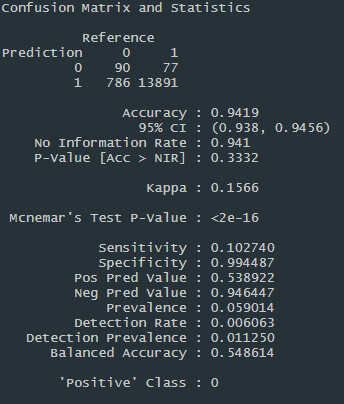 Confusion Matrix and Statistics
Reference
Prediction 0 1
0 90 77
1 786 13891
Accuracy : 0.9419
95% CI : (0.938, 0.9456)
No Information Rate : 0.941
P-Value [Acc > NIR] : 0.3332
Kappa : 0.1566
Mcnemar's Test P-Value : <2e-16
Sensitivity : 0.102740
Specificity : 0.994487
Pos Pred Value : 0.538922
Neg Pred Value : 0.946447
Prevalence : 0.059014
Detection Rate : 0.006063
Detection Prevalence : 0.011250
Balanced Accuracy : 0.548614
'Positive' Class : 0